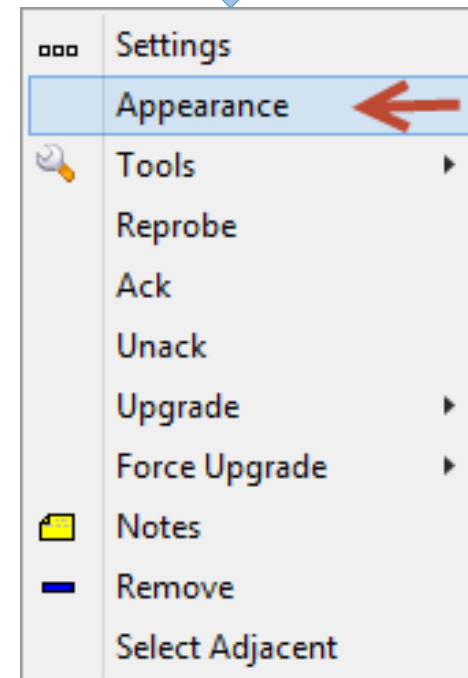 Settings
Appearance
Tools
Reprobe
Ack
Unack
Upgrade
Force Upgrade
Notes
Remove
Select Adjacent